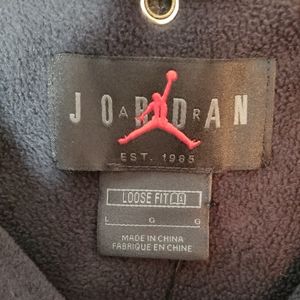 JORDAN
AIR
EST. 1985
LOOSE FIT
L G G
MADE IN CHINA
FABRIQUÉ EN CHINE